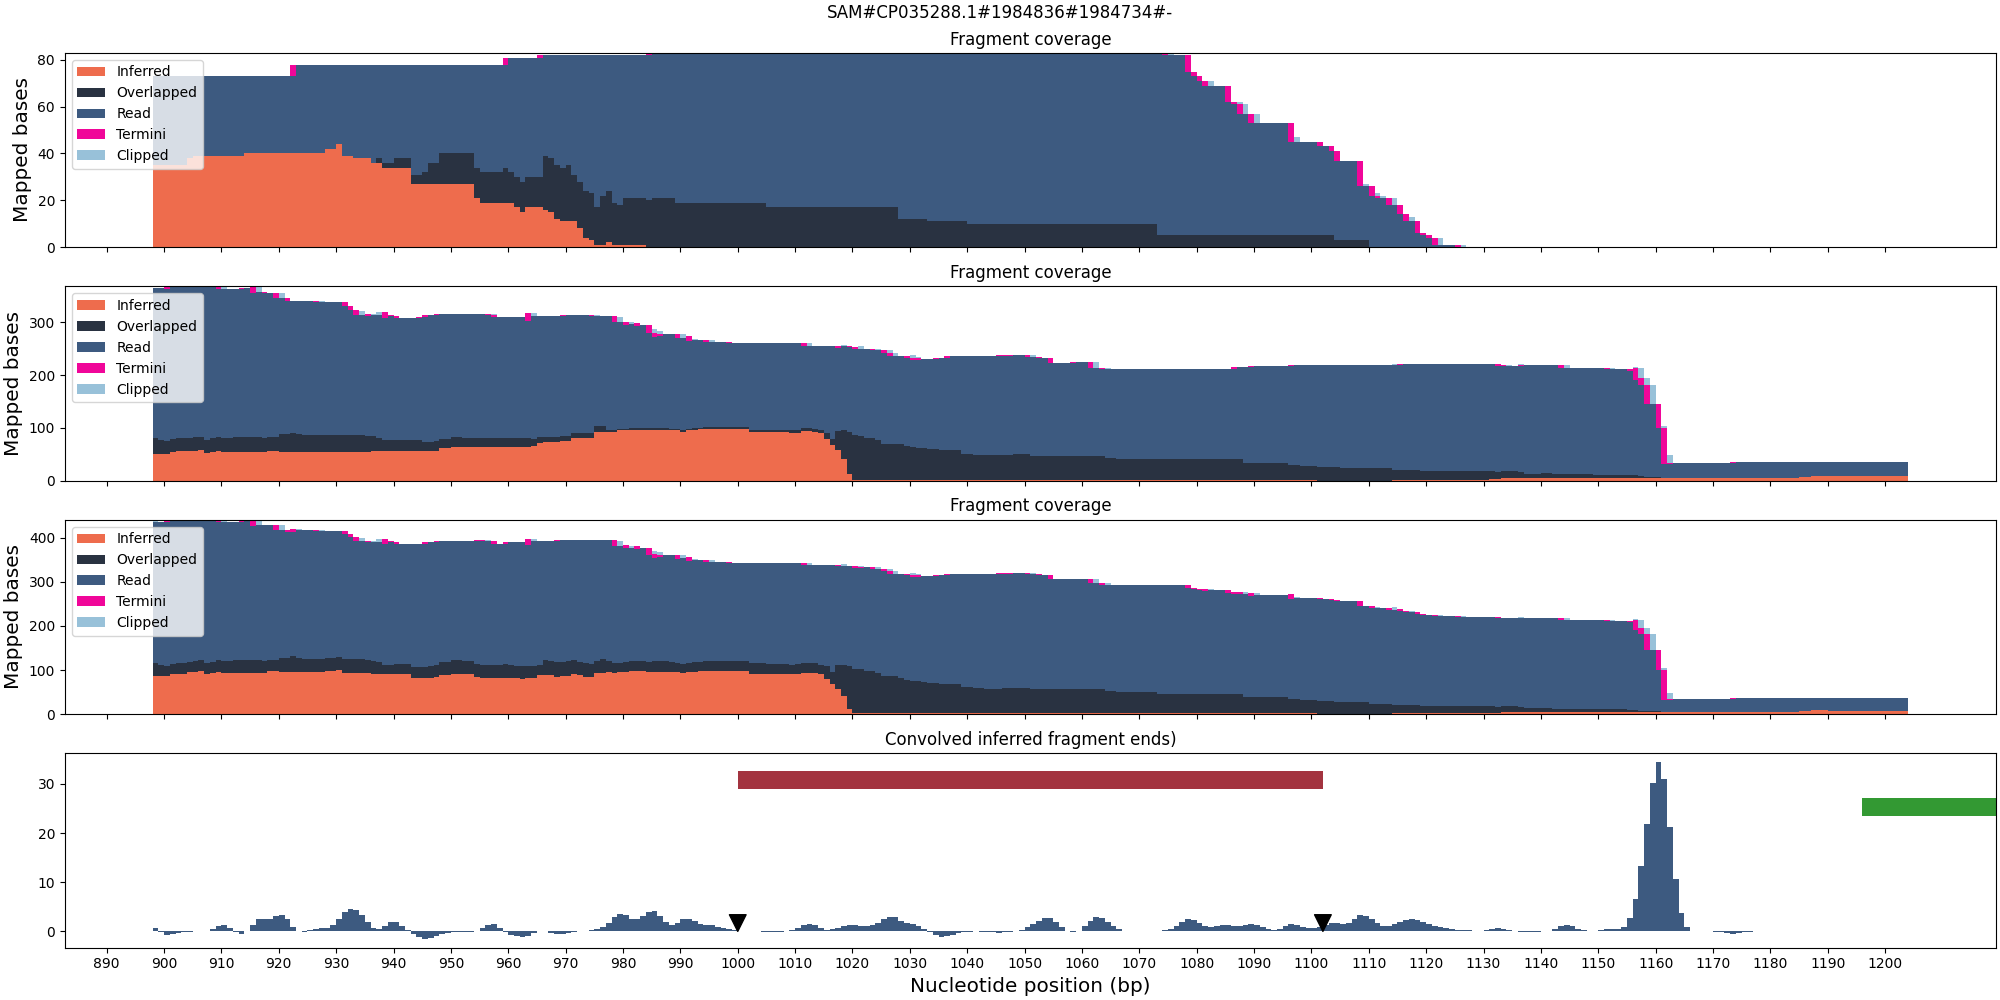 SAM#CP035288.1#1984836#1984734#-
Fragment coverage
Mapped bases
80
60
40
20
0
Inferred
Overlapped
Read
Termini
Clipped
Fragment coverage
Mapped bases
300
200
100
0
Inferred
Overlapped
Read
Termini
Clipped
Fragment coverage
Mapped bases
400
300
200
100
0
Inferred
Overlapped
Read
Termini
Clipped
Convolved inferred fragment ends)
30
20
10
0
890 900 910 920 930 940 950 960 970 980 990 1000 1010 1020 1030 1040 1050 1060 1070 1080 1090 1100 1110 1120 1130 1140 1150 1160 1170 1180 1190 1200
Nucleotide position (bp)